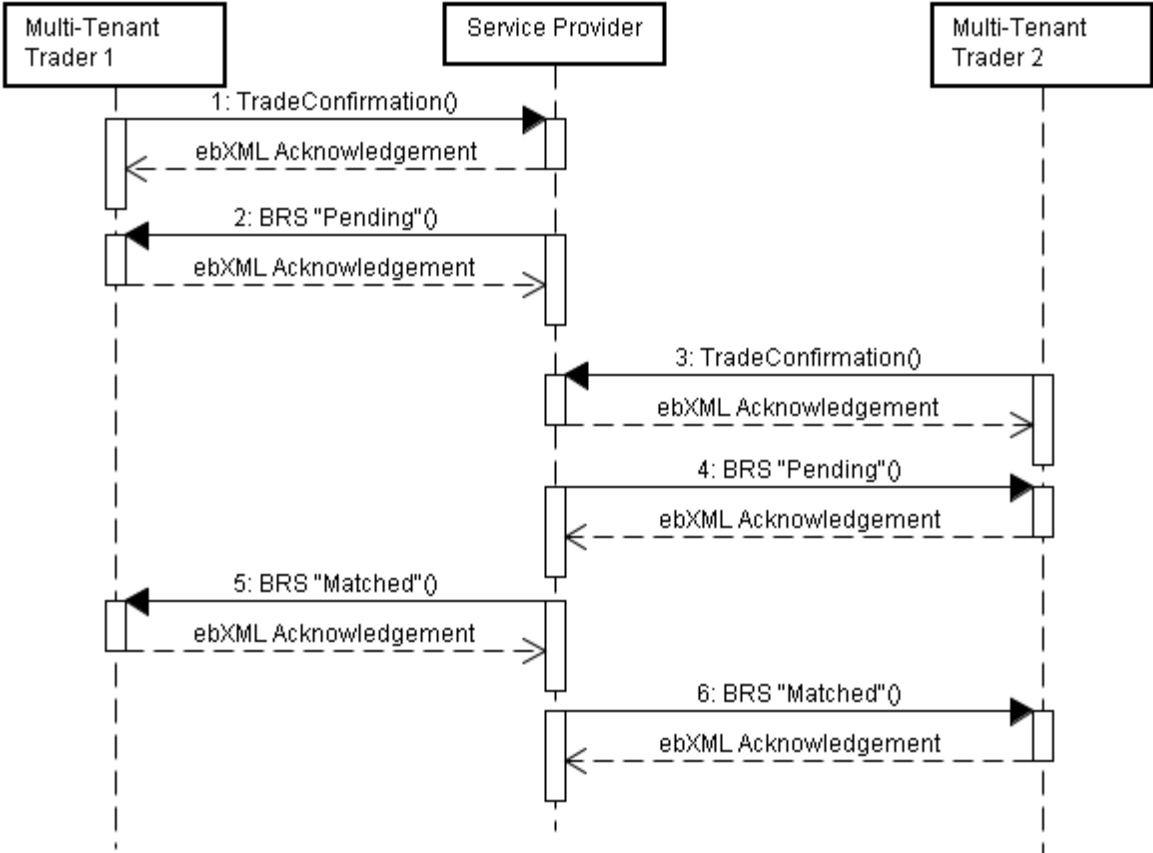 Multi-Tenant
Trader 1
Service Provider
Multi-Tenant
Trader 2
1: TradeConfirmation()
ebXML Acknowledgement
2: BRS "Pending"()
ebXML Acknowledgement
3: TradeConfirmation()
ebXML Acknowledgement
4: BRS "Pending"()
ebXML Acknowledgement
5: BRS "Matched"()
ebXML Acknowledgement
6: BRS "Matched"()
ebXML Acknowledgement